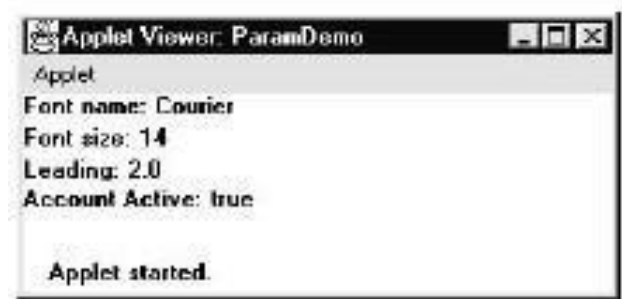 Applet Viewer: ParamDemo
Applet
Font name: Courier
Font size: 14
Leading: 2.0
Account Active: true
Applet started.